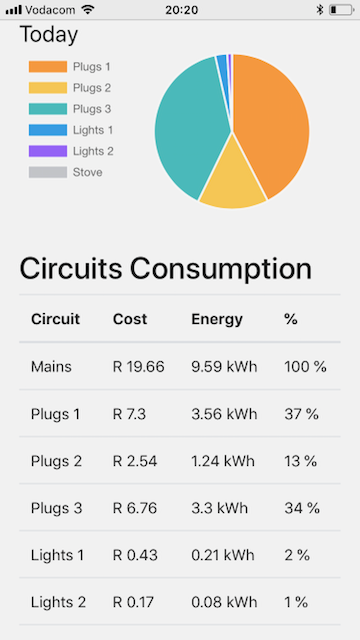 Vodacom 20:20
Today
Plugs 1
Plugs 2
Plugs 3
Lights 1
Lights 2
Stove
Circuits Consumption
Circuit Cost Energy %
Mains R 19.66 9.59 kWh 100 %
Plugs 1 R 7.3 3.56 kWh 37 %
Plugs 2 R 2.54 1.24 kWh 13 %
Plugs 3 R 6.76 3.3 kWh 34 %
Lights 1 R 0.43 0.21 kWh 2 %
Lights 2 R 0.17 0.08 kWh 1 %